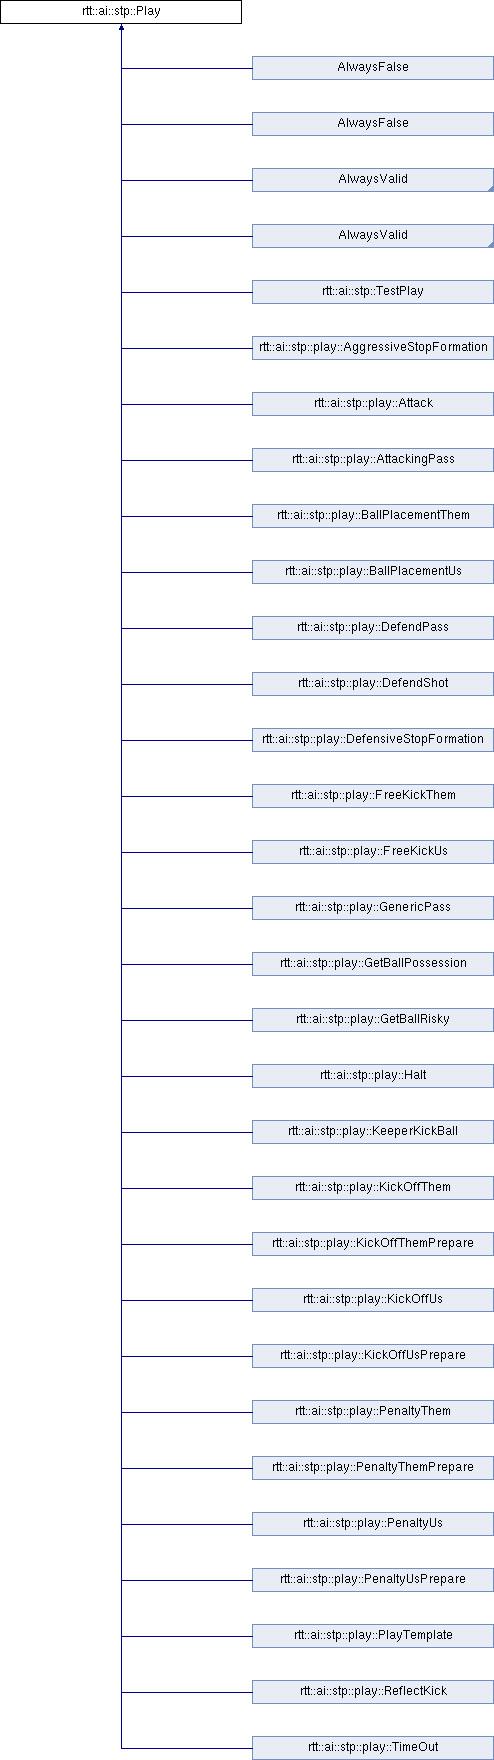 rtt::ai::stp::Play
AlwaysFalse
AlwaysFalse
AlwaysValid
AlwaysValid
rtt::ai::stp::TestPlay
rtt::ai::stp::play::AggressiveStopFormation
rtt::ai::stp::play::Attack
rtt::ai::stp::play::AttackingPass
rtt::ai::stp::play::BallPlacementThem
rtt::ai::stp::play::BallPlacementUs
rtt::ai::stp::play::DefendPass
rtt::ai::stp::play::DefendShot
rtt::ai::stp::play::DefensiveStopFormation
rtt::ai::stp::play::FreeKickThem
rtt::ai::stp::play::FreeKickUs
rtt::ai::stp::play::GenericPass
rtt::ai::stp::play::GetBallPossession
rtt::ai::stp::play::GetBallRisky
rtt::ai::stp::play::Halt
rtt::ai::stp::play::KeeperKickBall
rtt::ai::stp::play::KickOffThem
rtt::ai::stp::play::KickOffThemPrepare
rtt::ai::stp::play::KickOffUs
rtt::ai::stp::play::KickOffUsPrepare
rtt::ai::stp::play::PenaltyThem
rtt::ai::stp::play::PenaltyThemPrepare
rtt::ai::stp::play::PenaltyUs
rtt::ai::stp::play::PenaltyUsPrepare
rtt::ai::stp::play::PlayTemplate
rtt::ai::stp::play::ReflectKick
rtt::ai::stp::play::TimeOut